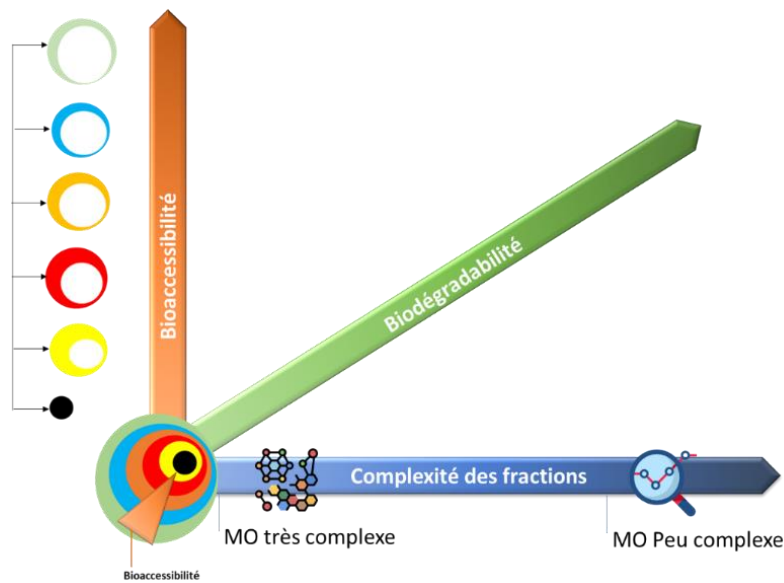 Bioaccessibilité
Biodégradabilité
Complexité des fractions
MO très complexe
MO Peu complexe
Bioaccessibilité